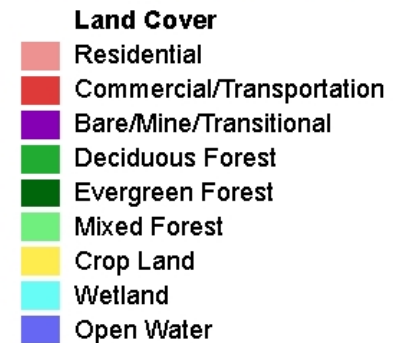 Land Cover
Residential
Commercial/Transportation
Bare/Mine/Transitional
Deciduous Forest
Evergreen Forest
Mixed Forest
Crop Land
Wetland
Open Water